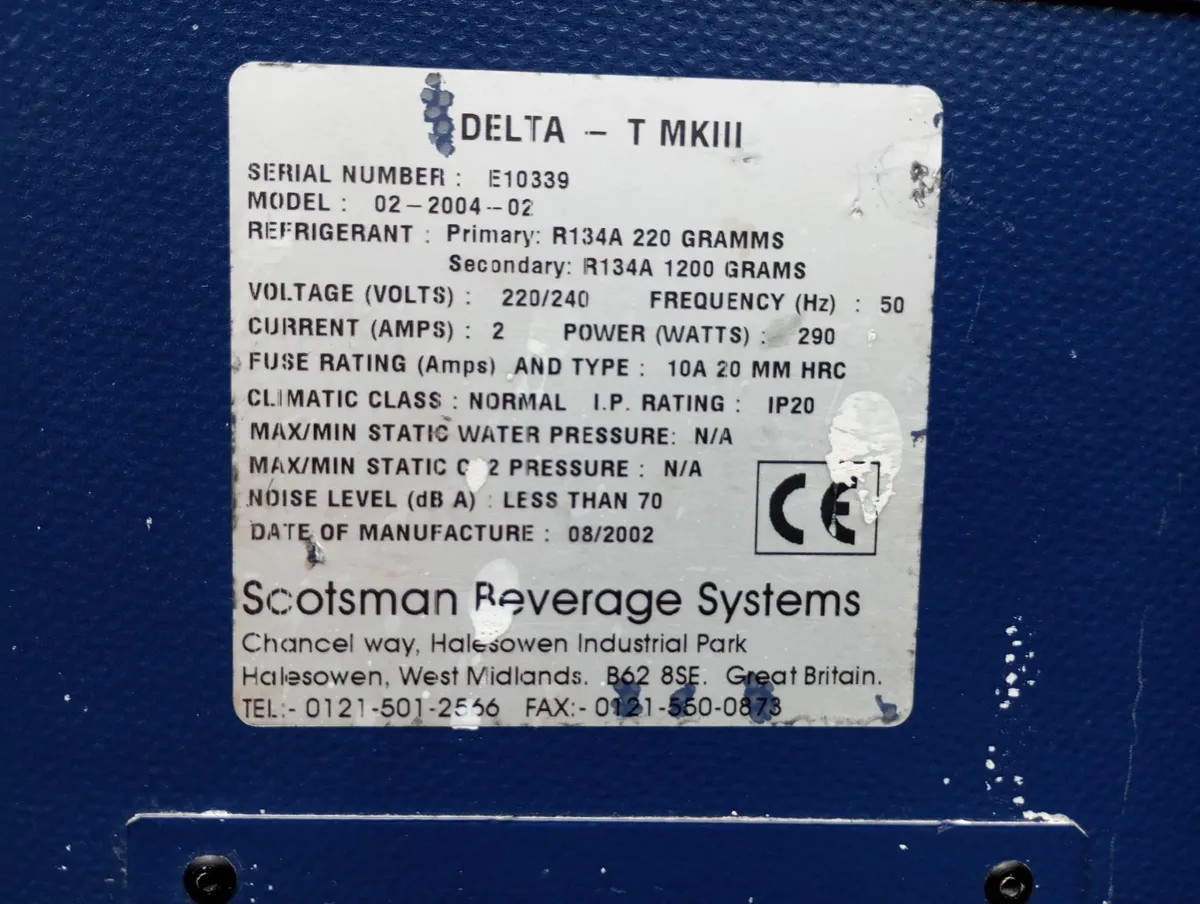 DELTA - T MKIII
SERIAL NUMBER : E10339
MODEL : 02-2004-02
REFRIGERANT : Primary: R134A 220 GRAMMS
Secondary: R134A 1200 GRAMS
VOLTAGE (VOLTS) : 220/240 FREQUENCY (Hz) : 50
CURRENT (AMPS) : 2 POWER (WATTS) : 290
FUSE RATING (Amps) AND TYPE : 10A 20 MM HRC
CLIMATIC CLASS : NORMAL I.P. RATING : IP20
MAX/MIN STATIC WATER PRESSURE: N/A
MAX/MIN STATIC CO2 PRESSURE : N/A
NOISE LEVEL (dB A) : LESS THAN 70
DATE OF MANUFACTURE : 08/2002
CE
Scotsman Beverage Systems
Chancel way, Halesowen Industrial Park
Halesowen, West Midlands. B62 8SE. Great Britain.
TEL:- 0121-501-2566 FAX:- 0121-550-0873